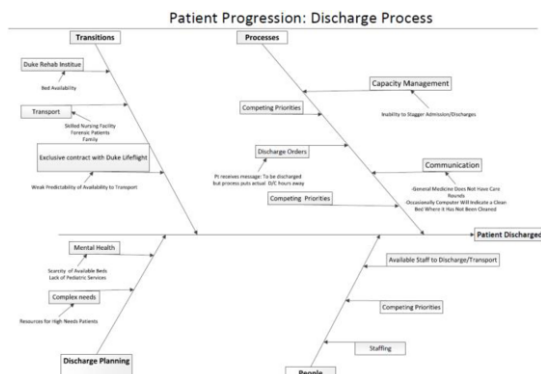 Patient Progression: Discharge Process
Transitions
Processes
Duke Rehab Institue
Bed Availability
Transport
Skilled Nursing Facility
Forensic Patients
Family
Exclusive contract with Duke Lifeflight
Weak Predictability of Availability to Transport
Capacity Management
Inability to Stagger Admission/Discharges
Competing Priorities
Discharge Orders
Pt receives message: To be discharged
but process puts actual D/C hours away
Communication
-General Medicine Does Not Have Care
Rounds
-Occasionally Computer Will Indicate a Clean
Bed Where It Has Not Been Cleaned
Competing Priorities
Patient Discharged
Mental Health
Scarcity of Available Beds
Lack of Pediatric Services
Complex needs
Resources for High Needs Patients
Discharge Planning
Available Staff to Discharge/Transport
Competing Priorities
Staffing
People